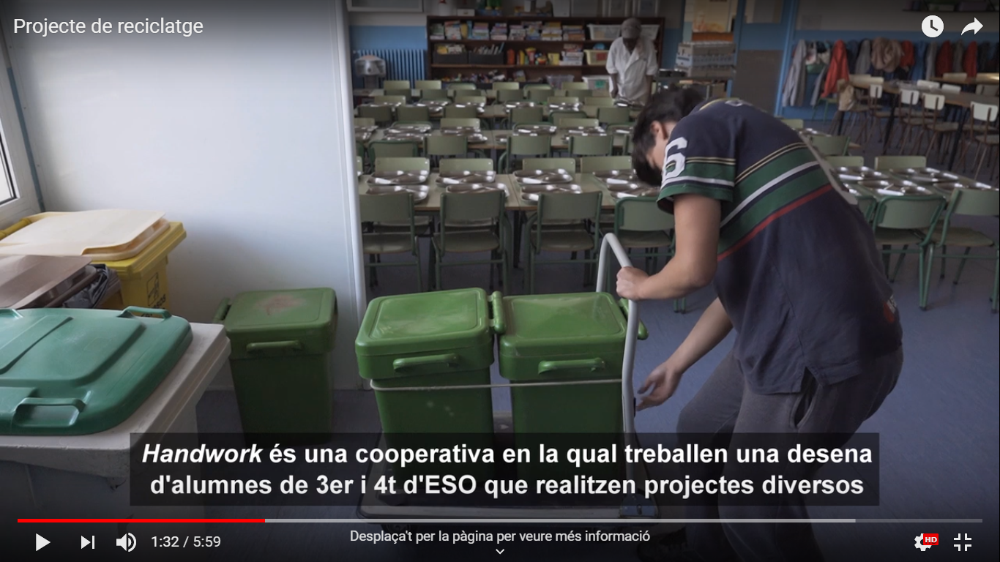 Projecte de reciclatge
6
Handwork és una cooperativa en la qual treballen una desena
d'alumnes de 3er i 4t d'ESO que realitzen projectes diversos
1:32 / 5:59
Desplaça't per la pàgina per veure més informació
HD